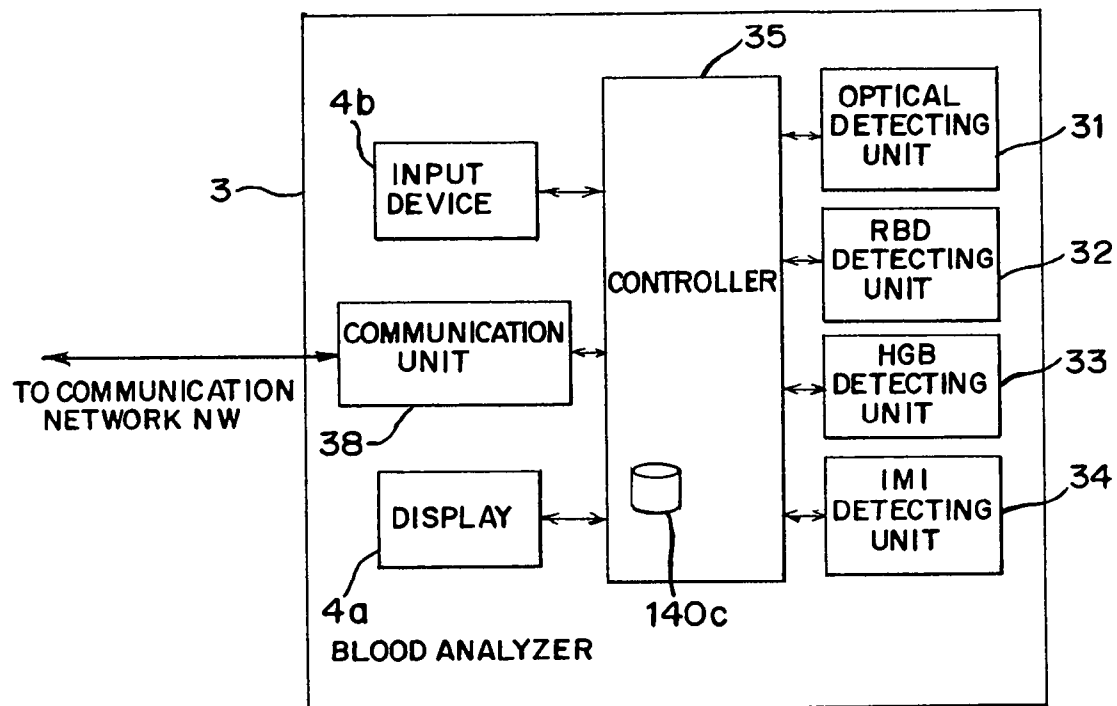 35
4b
INPUT
DEVICE
3
OPTICAL
DETECTING
UNIT
31
RBD
DETECTING
UNIT
32
CONTROLLER
COMMUNICATION
UNIT
38
TO COMMUNICATION
NETWORK NW
HGB
DETECTING
UNIT
33
IMI
DETECTING
UNIT
34
DISPLAY
4a
140c
BLOOD ANALYZER